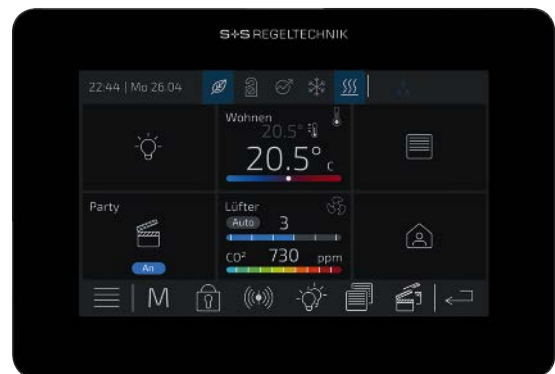 S+S REGELTECHNIK
22:44 | Mo 26.04
Wohnen
20.5°
20.5° c
Party
An
Lüfter
Auto 3
CO² 730 ppm
M